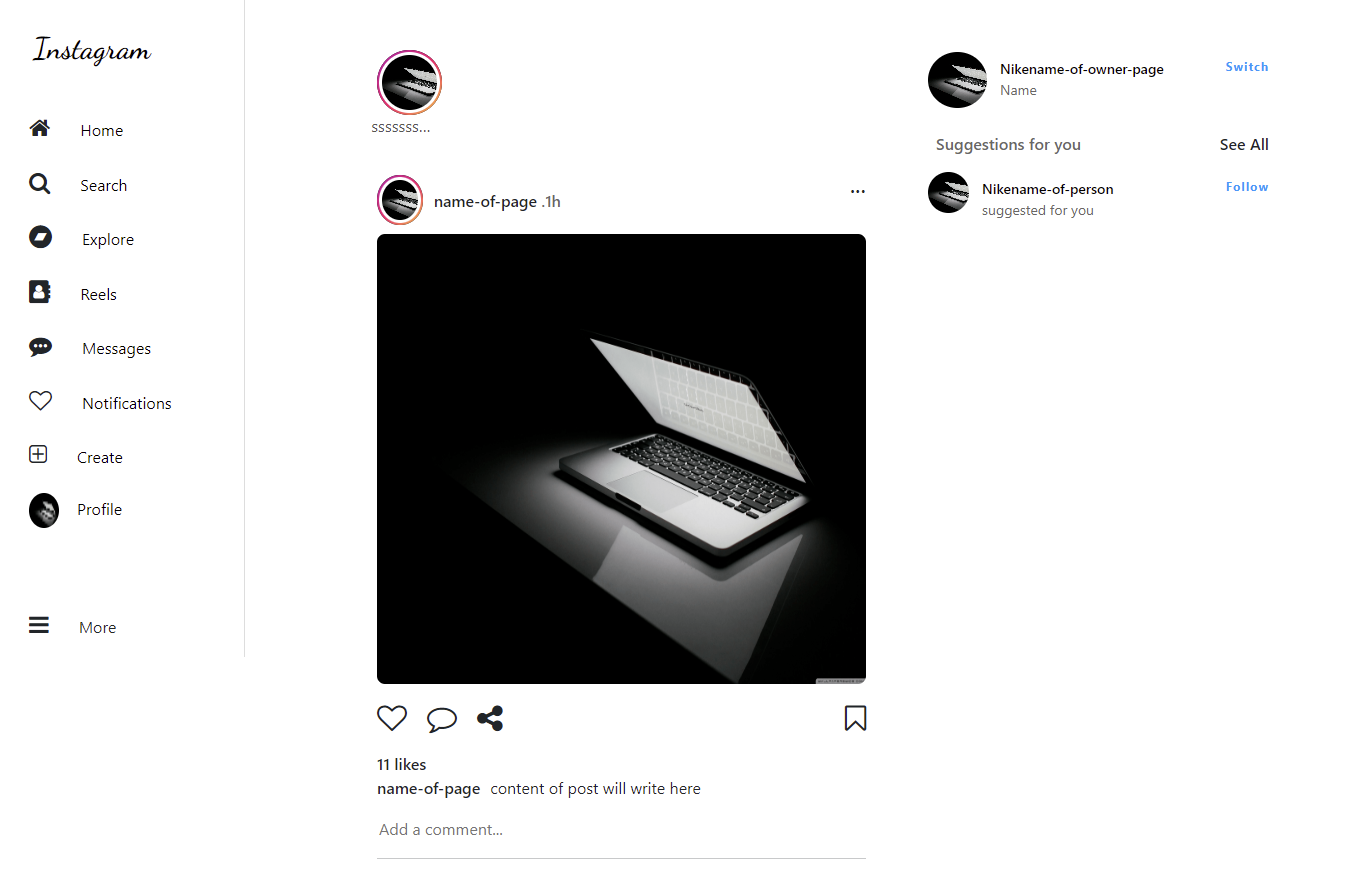 Instagram
Home
Search
Explore
Reels
Messages
Notifications
Create
Profile
More
sssssss...
name-of-page .1h
...
11 likes
name-of-page content of post will write here
Add a comment...
Nikename-of-owner-page
Name
Switch
Suggestions for you
See All
Nikename-of-person
suggested for you
Follow